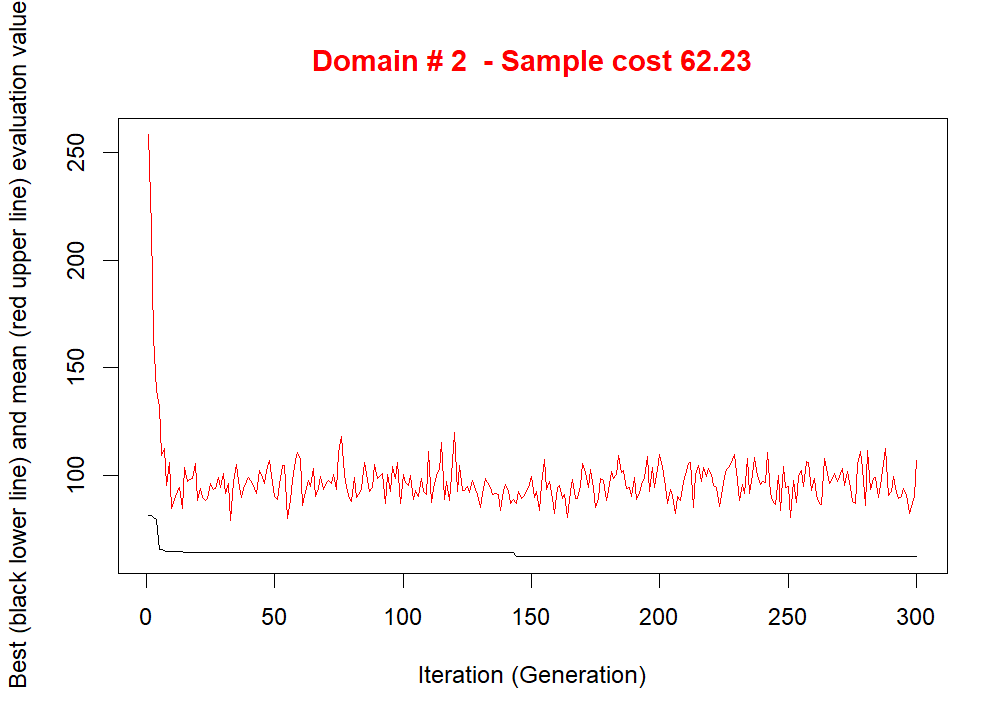 Domain # 2  - Sample cost 62.23
Best (black lower line) and mean (red upper line) evaluation value
250
200
150
100
0 50 100 150 200 250 300
Iteration (Generation)